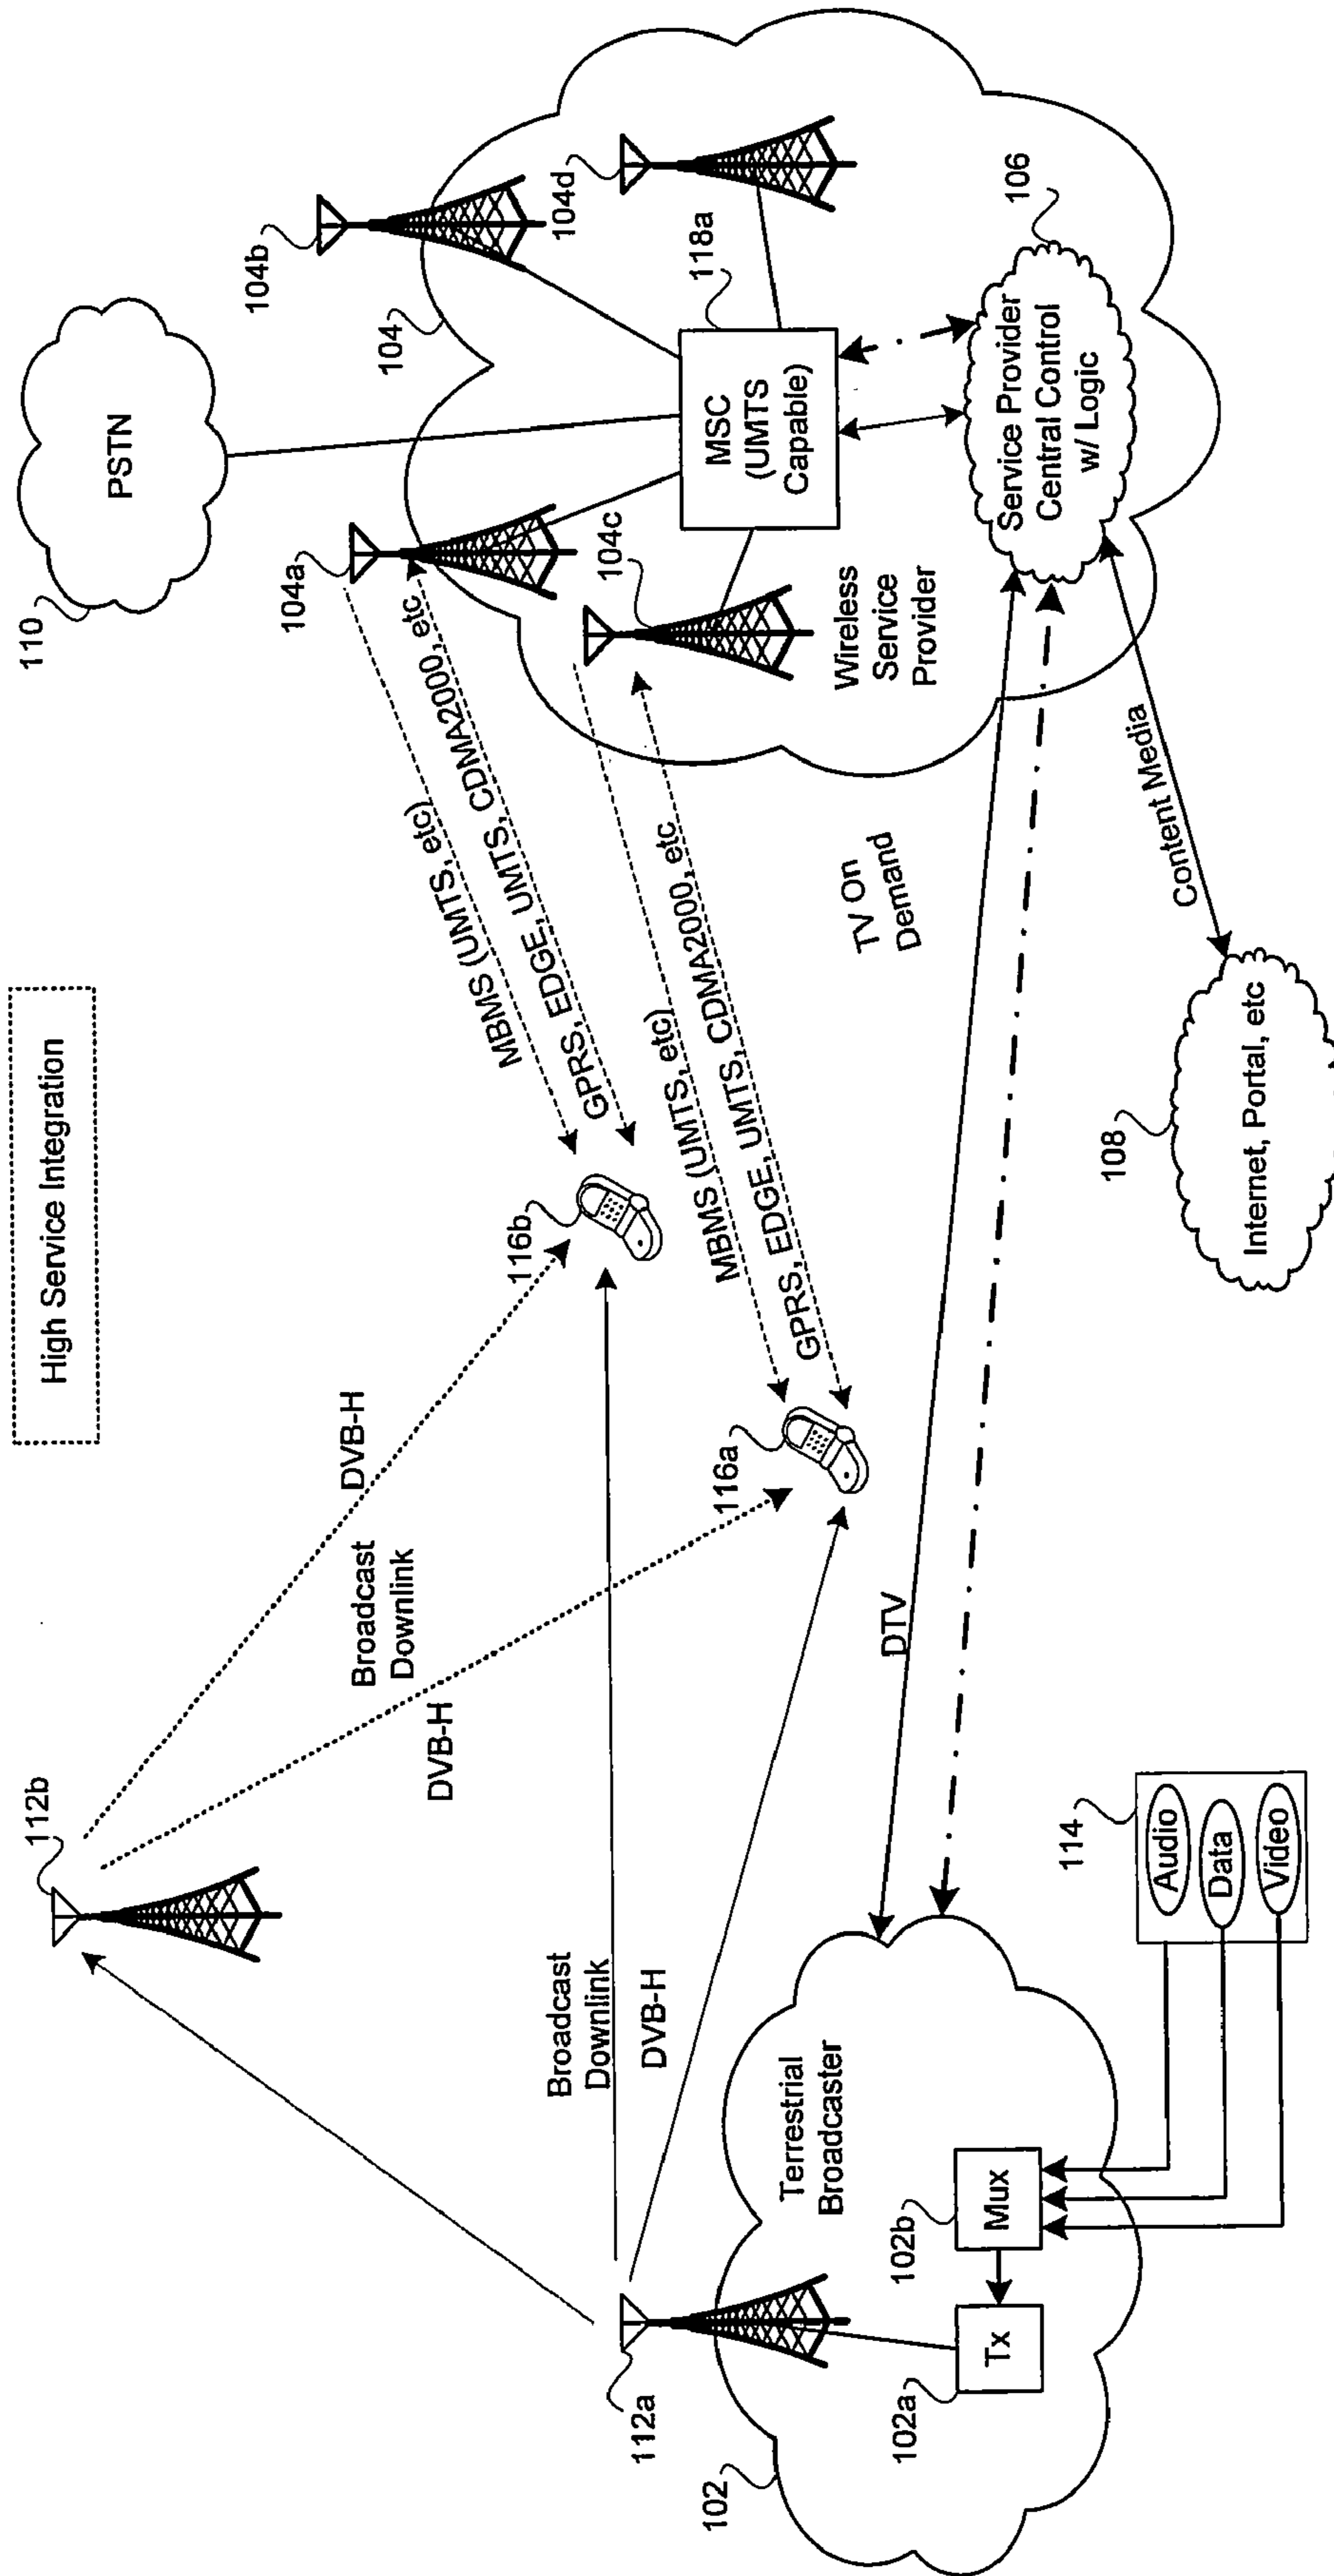 High Service Integration
110
PSTN
112b
DVB-H
Broadcast
Downlink
DVB-H
104b
104a
104
104d
MBMS (UMTS, etc)
GPRS, EDGE, UMTS, CDMA2000, etc
116b
118a
MSC
(UMTS
Capable)
104c
Wireless
Service
Provider
106
Service Provider
Central Control
w/ Logic
MBMS (UMTS, etc)
GPRS, EDGE, UMTS, CDMA2000, etc
116a
TV On
Demand
Broadcast
Downlink
DVB-H
112a
DTV
Content Media
108
Internet, Portal, etc
102
Terrestrial
Broadcaster
102a
Tx
102b
Mux
114
Audio
Data
Video